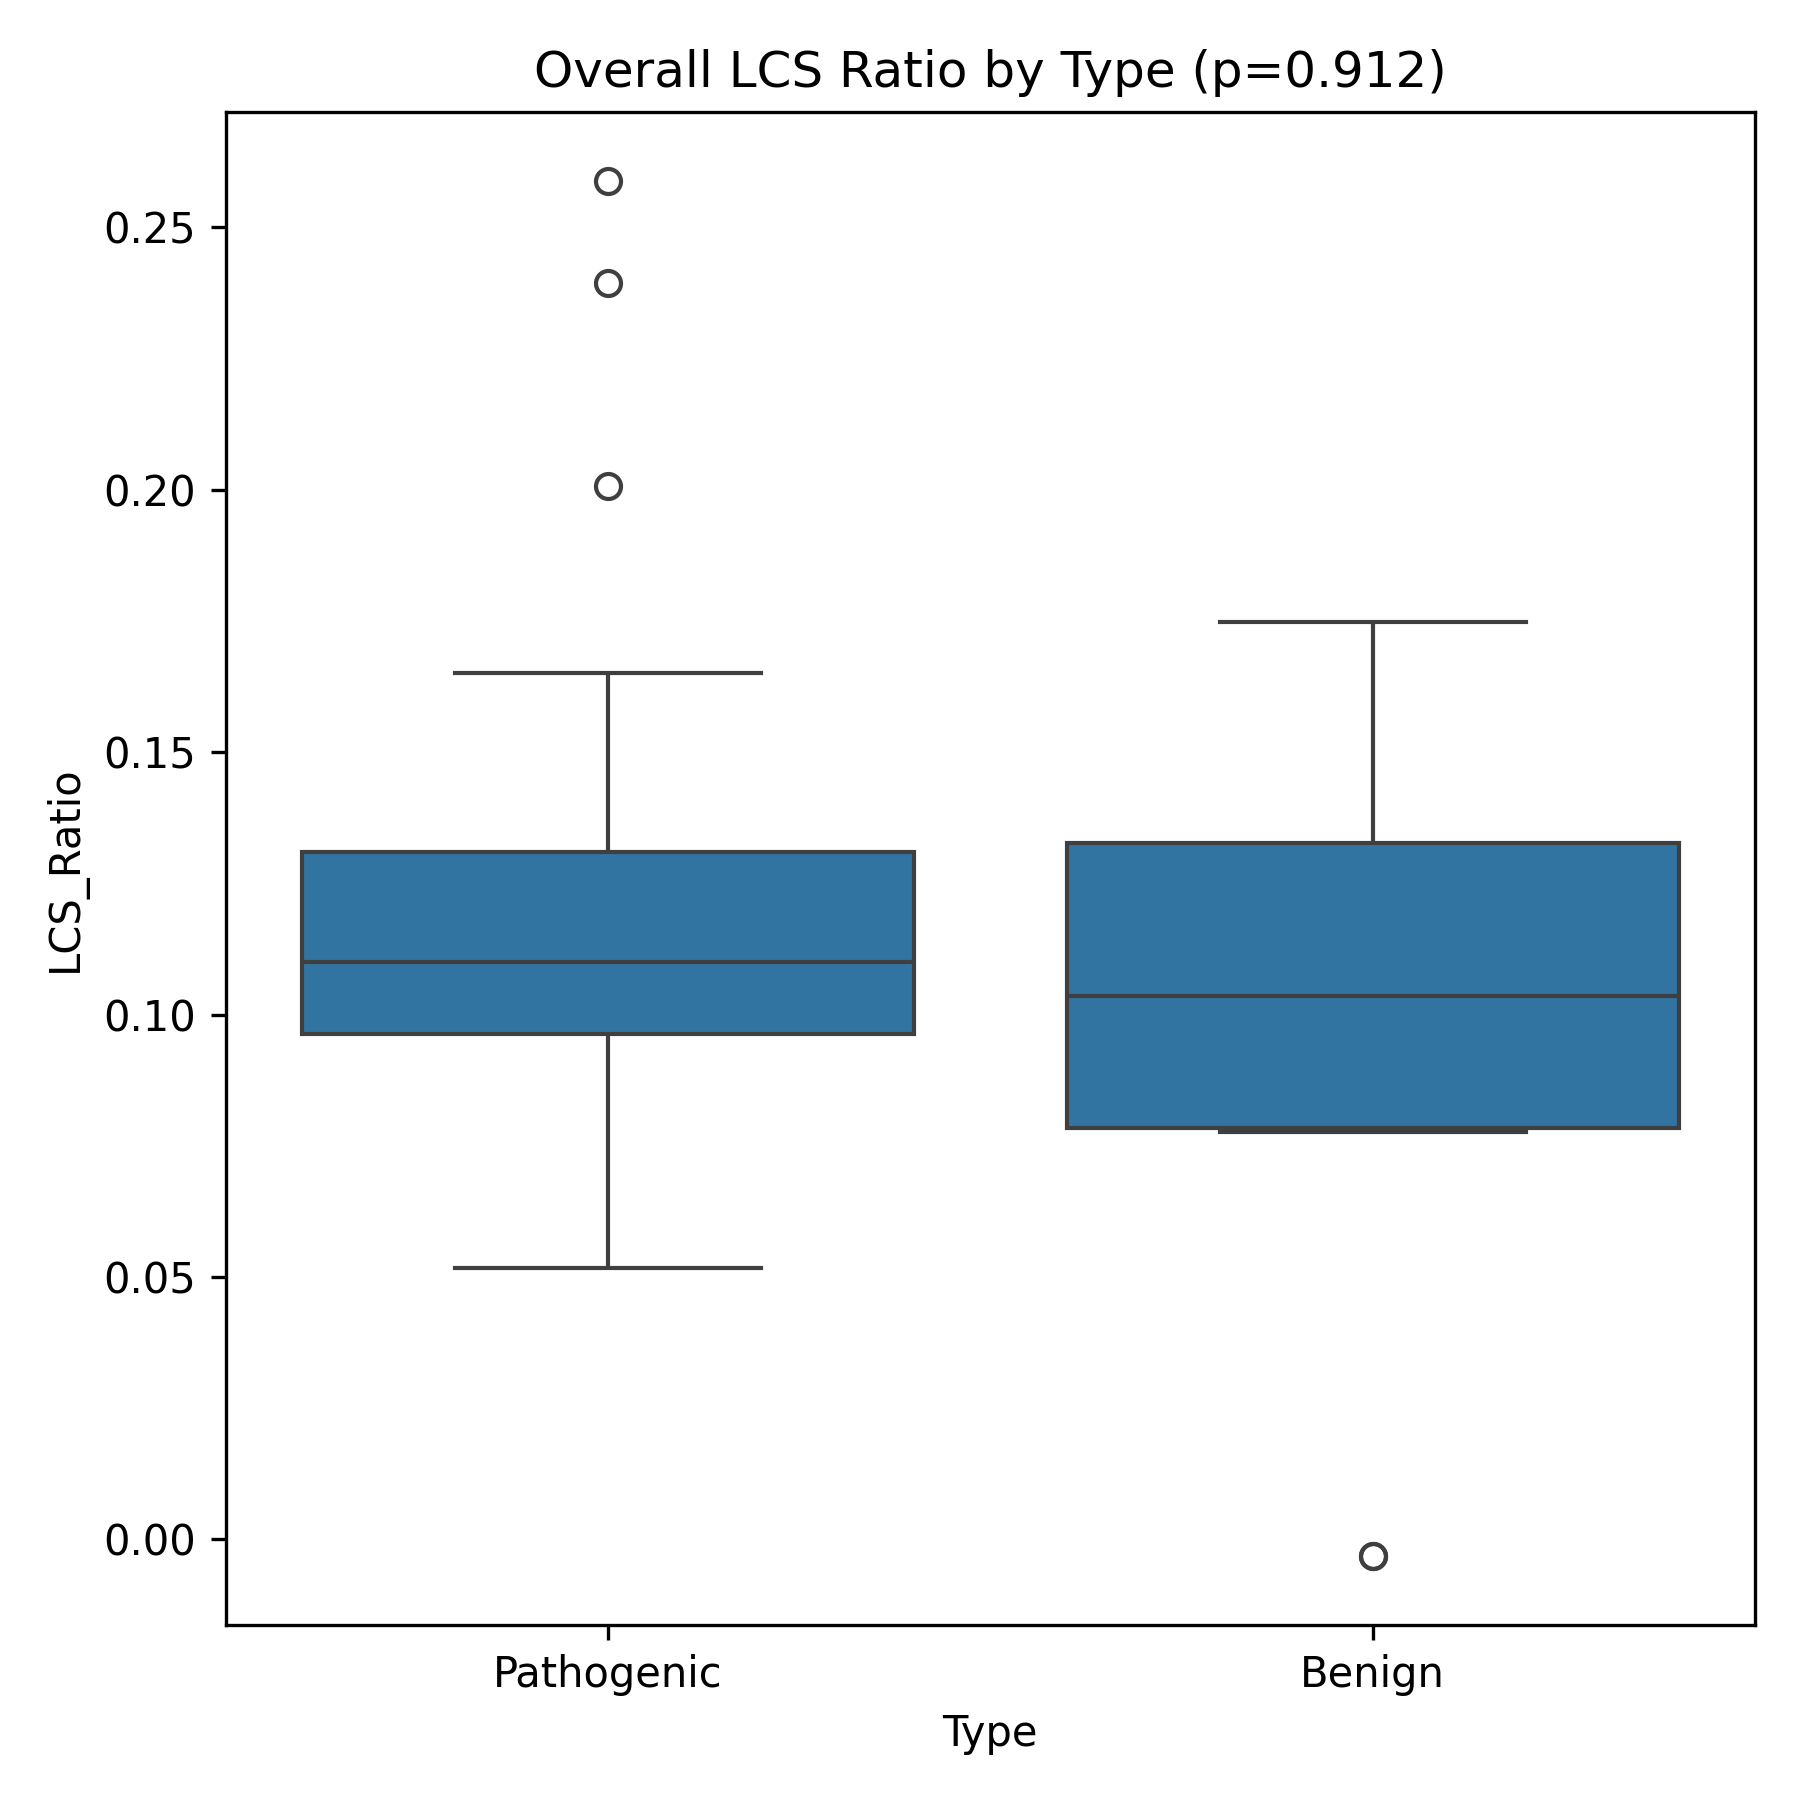 Overall LCS Ratio by Type (p=0.912)
0.25
0.20
0.15
0.10
0.05
0.00
LCS_Ratio
Pathogenic
Benign
Type